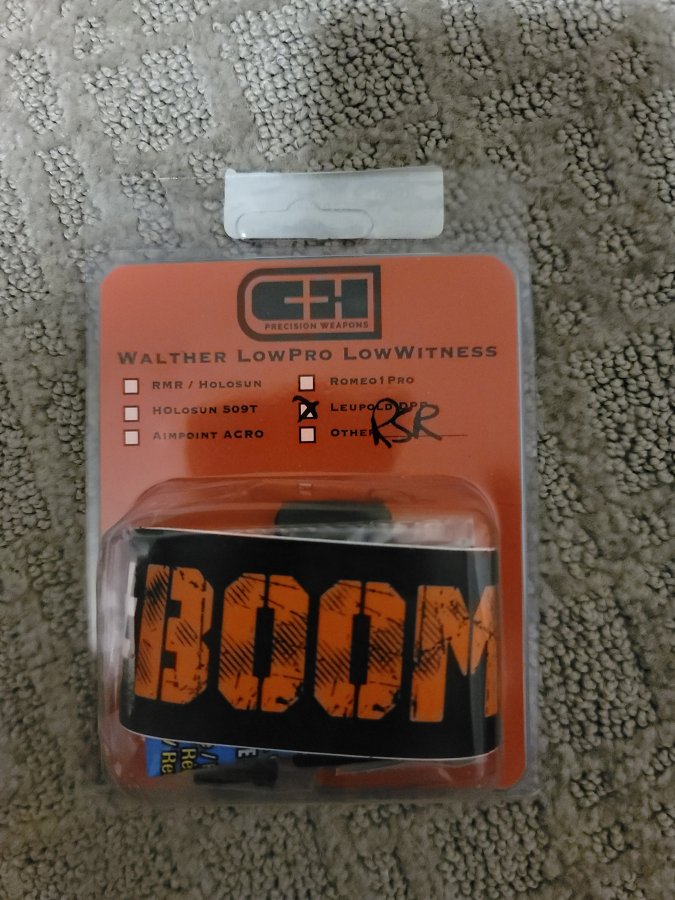 C+H
PRECISION WEAPONS
WALTHER LOWPRO LOWWITNESS
RMR / HOLOSUN
ROMEO1PRO
HOLOSUN 509T
LEUPOLD DPP
AIMPOINT ACRO
OTHER RSR
BOOM